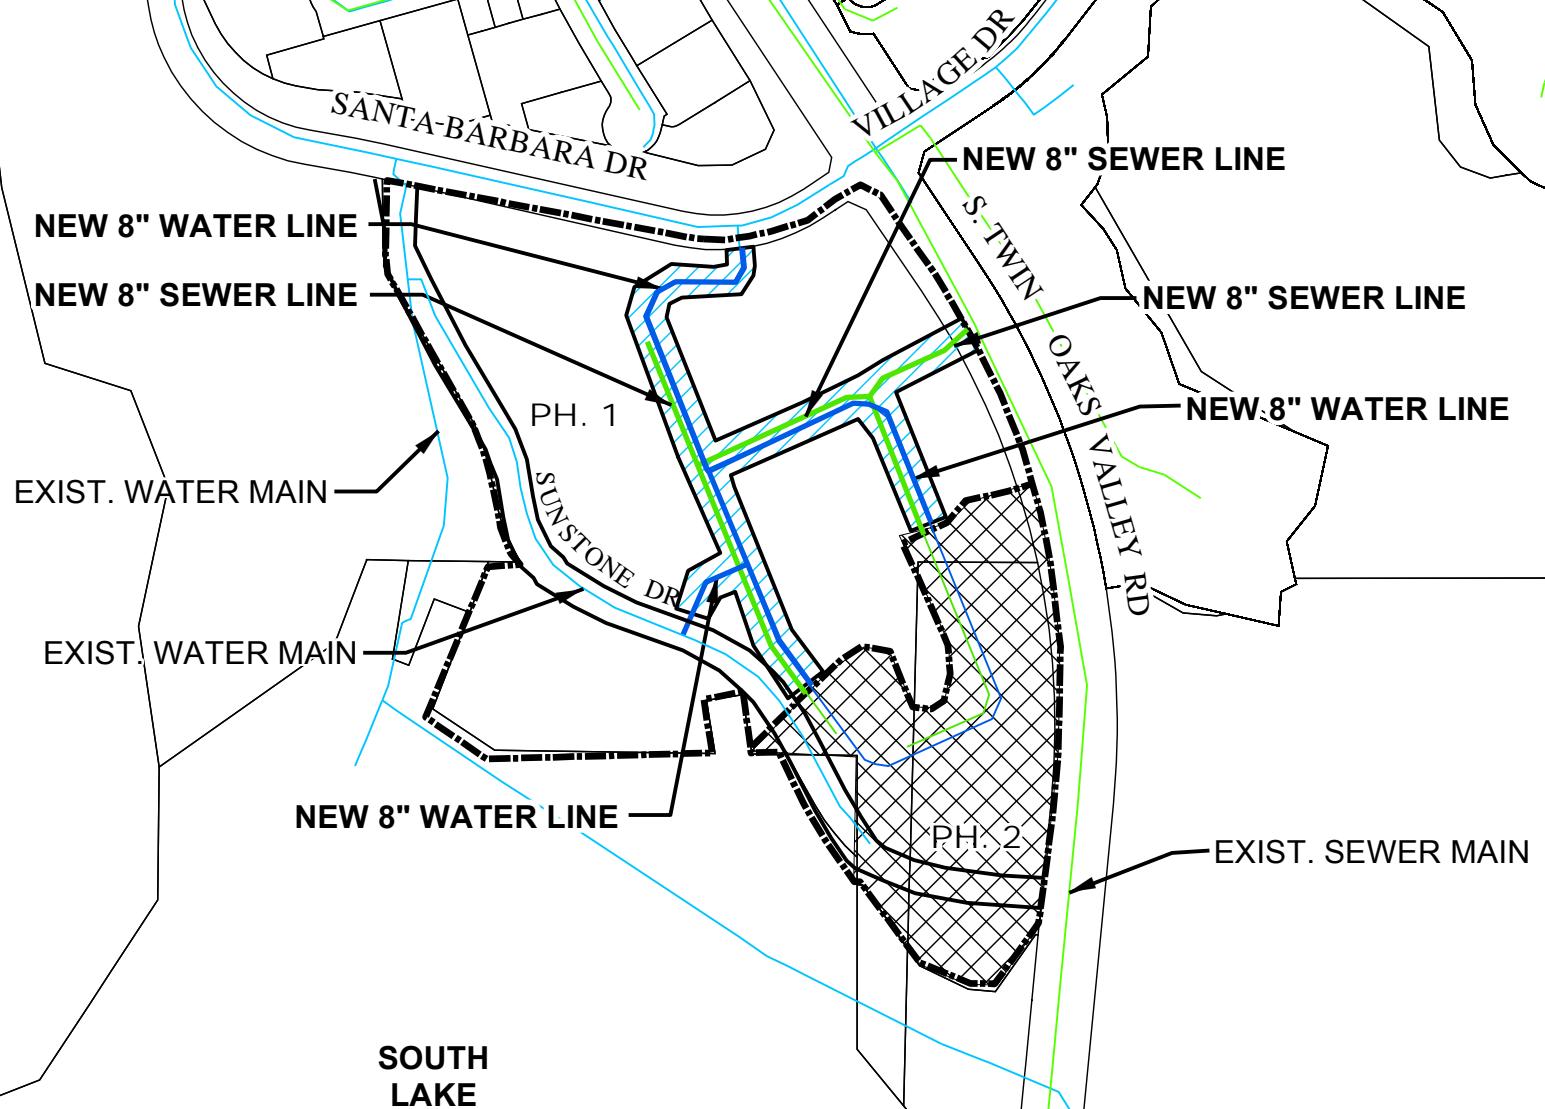 SANTA BARBARA DR
VILLAGE DR
NEW 8" SEWER LINE
NEW 8" WATER LINE
S. TWIN OAKS VALLEY RD
NEW 8" SEWER LINE
NEW 8" SEWER LINE
PH. 1
NEW 8" WATER LINE
EXIST. WATER MAIN
SUNSTONE DR
EXIST. WATER MAIN
NEW 8" WATER LINE
PH. 2
EXIST. SEWER MAIN
SOUTH
LAKE